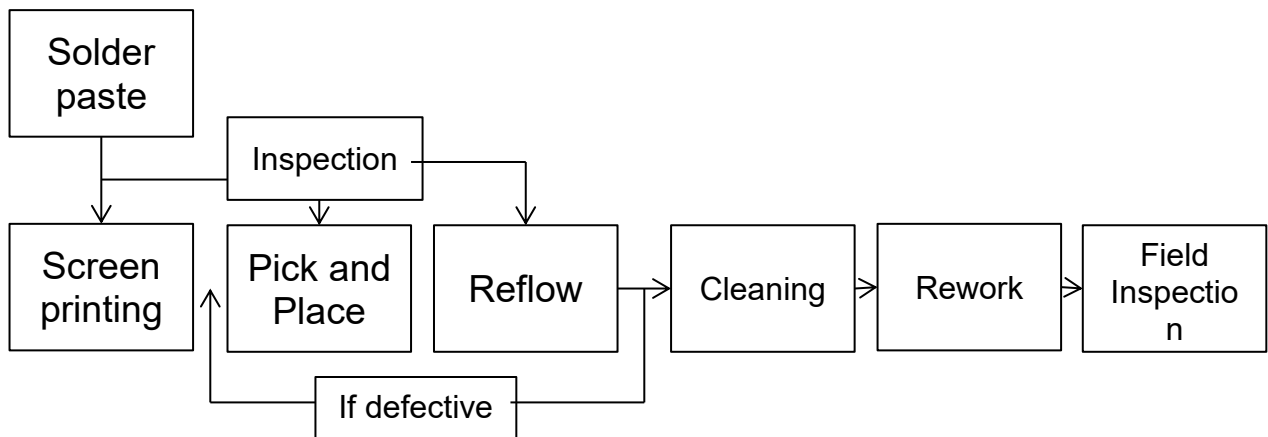 Solder
paste
Inspection
Screen
printing
Pick and
Place
Reflow
Cleaning
Rework
Field
Inspectio
n
If defective